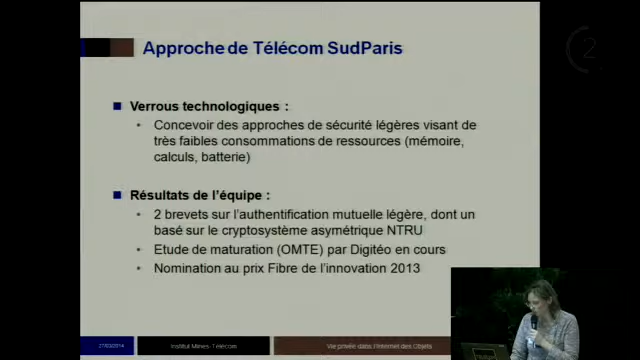 Approche de Télécom SudParis
Verrous technologiques :
Concevoir des approches de sécurité légères visant de
très faibles consommations de ressources (mémoire,
calculs, batterie)
Résultats de l'équipe :
2 brevets sur l'authentification mutuelle légère, dont un
basé sur le cryptosystème asymétrique NTRU
Etude de maturation (OMTE) par Digitéo en cours
Nomination au prix Fibre de l'innovation 2013
27/03/2014
Institut Mines-Télécom
Vie privée dans l'Internet des Objets
2